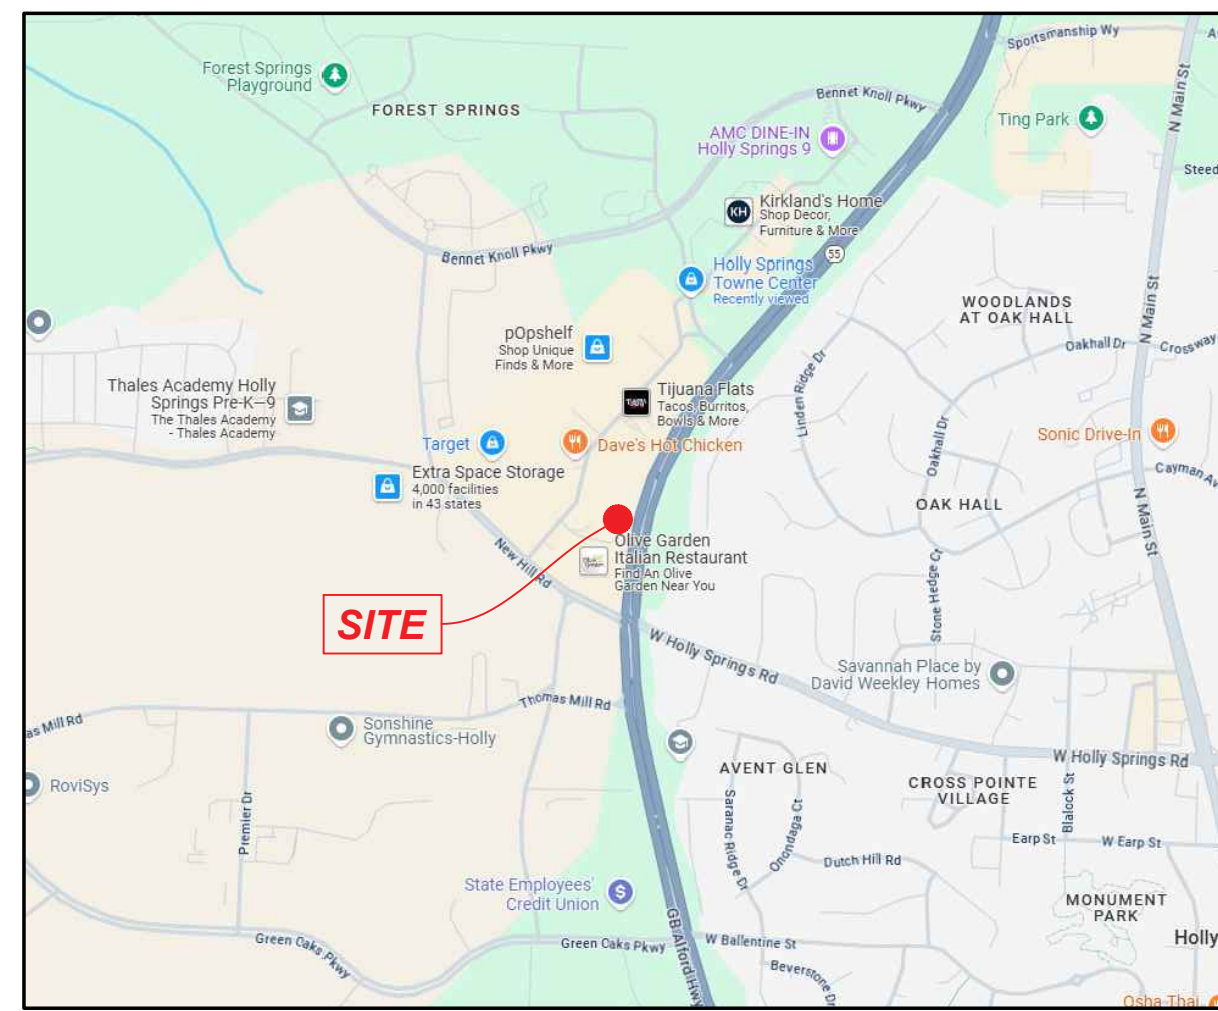 Sportsmanship Wy
Forest Springs
Playground
FOREST SPRINGS
Bennet Knoll Pkwy
N Main St
Ting Park
AMC DINE-IN
Holly Springs 9
Steed
KH
Kirkland's Home
Shop Decor,
Furniture & More
Bennet Knoll Pkwy
55
Holly Springs
Towne Center
Recently viewed
WOODLANDS
AT OAK HALL
N Main St
pOpshelf
Shop Unique
Finds & More
Oakhall Dr
Crossway
Linden Ridge Dr
Thales Academy Holly
Springs Pre-K—9
The Thales Academy
- Thales Academy
Tijuana Flats
Tacos, Burritos,
Bowls & More
Target
Dave's Hot Chicken
Oakhall Dr
Sonic Drive-In
Extra Space Storage
4,000 facilities
in 43 states
Cayman Av
OAK HALL
N Main St
New Hill Rd
Olive Garden
Italian Restaurant
Find An Olive
Garden Near You
Stone Hedge Ct
SITE
W Holly Springs Rd
Savannah Place by
David Weekley Homes
Thomas Mill Rd
as Mill Rd
Sonshine
Gymnastics-Holly
W Holly Springs Rd
AVENT GLEN
CROSS POINTE
VILLAGE
RoviSys
Premier Dr
Saranac Ridge Dr
Onondaga Ct
Blalock St
Earp St
W Earp St
Dutch Hill Rd
State Employees'
Credit Union
MONUMENT
PARK
Holly
GB Alford Hwy
Green Oaks Pkwy
Green Oaks Pkwy
W Ballentine St
Beverstone D
Osha Thai